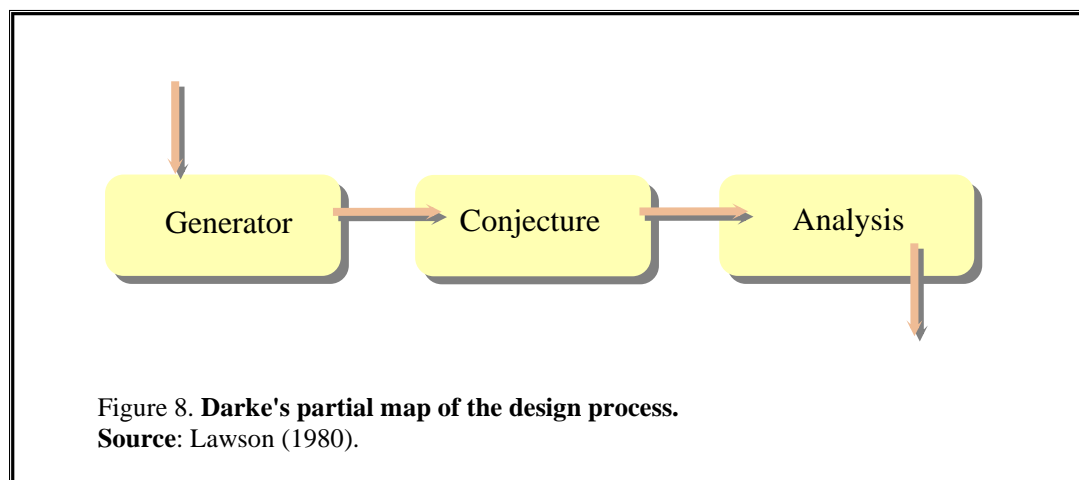 Generator
Conjecture
Analysis
Figure 8. Darke's partial map of the design process.
Source: Lawson (1980).